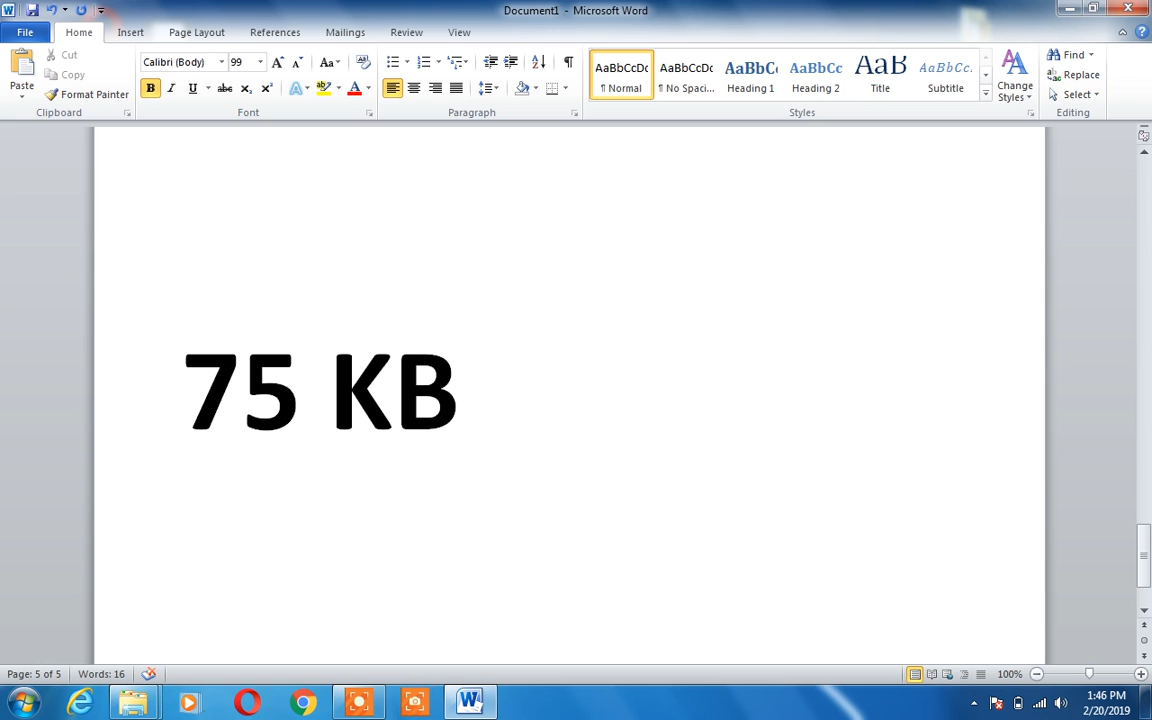 Document1 - Microsoft Word
File Home Insert Page Layout References Mailings Review View
Paste
Cut
Copy
Format Painter
Clipboard
Calibri (Body) 99
Font
Paragraph
AaBbCcDc AaBbCcDc AaBbC AaBbCc AaB AaBbCc.
¶ Normal ¶ No Spaci... Heading 1 Heading 2 Title Subtitle
Change Styles
Styles
Find
Replace
Select
Editing
75 KB
Page: 5 of 5 Words: 16 100%
1:46 PM
2/20/2019